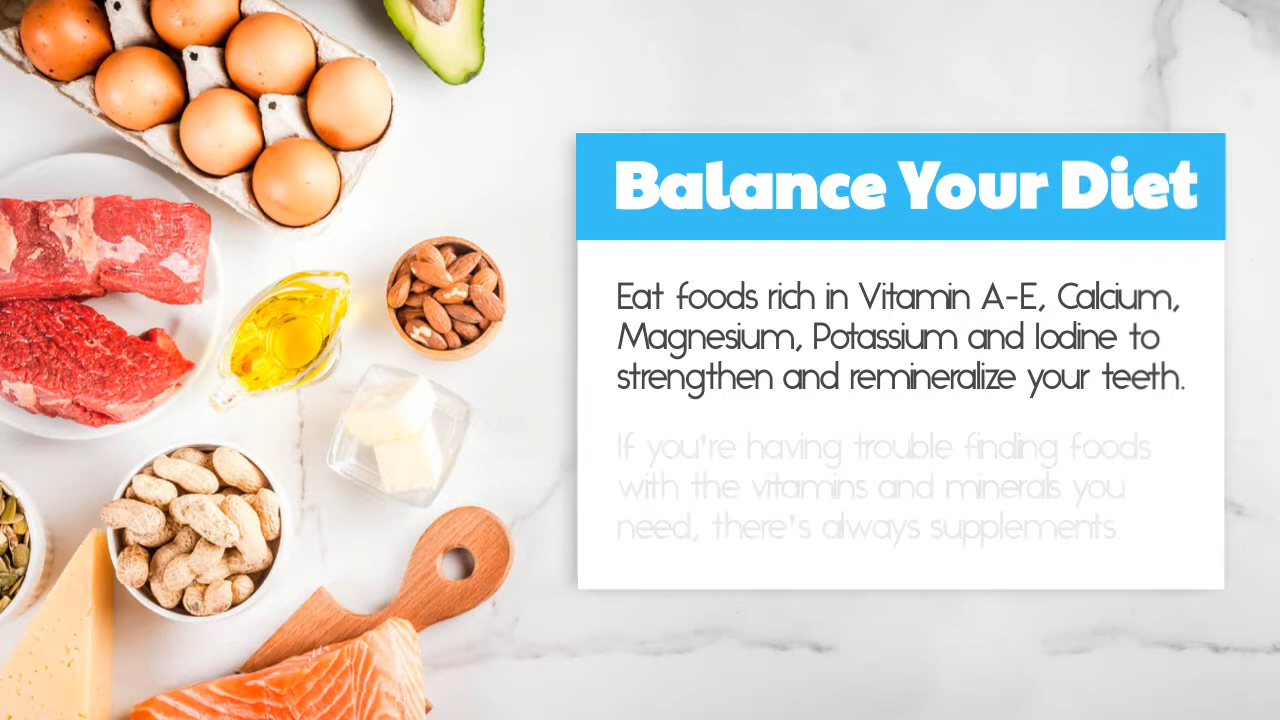 Balance Your Diet
Eat foods rich in Vitamin A-E, Calcium,
Magnesium, Potassium and Iodine to
strengthen and remineralize your teeth.
If you're having trouble finding foods
with the vitamins and minerals you
need, there's always supplements.